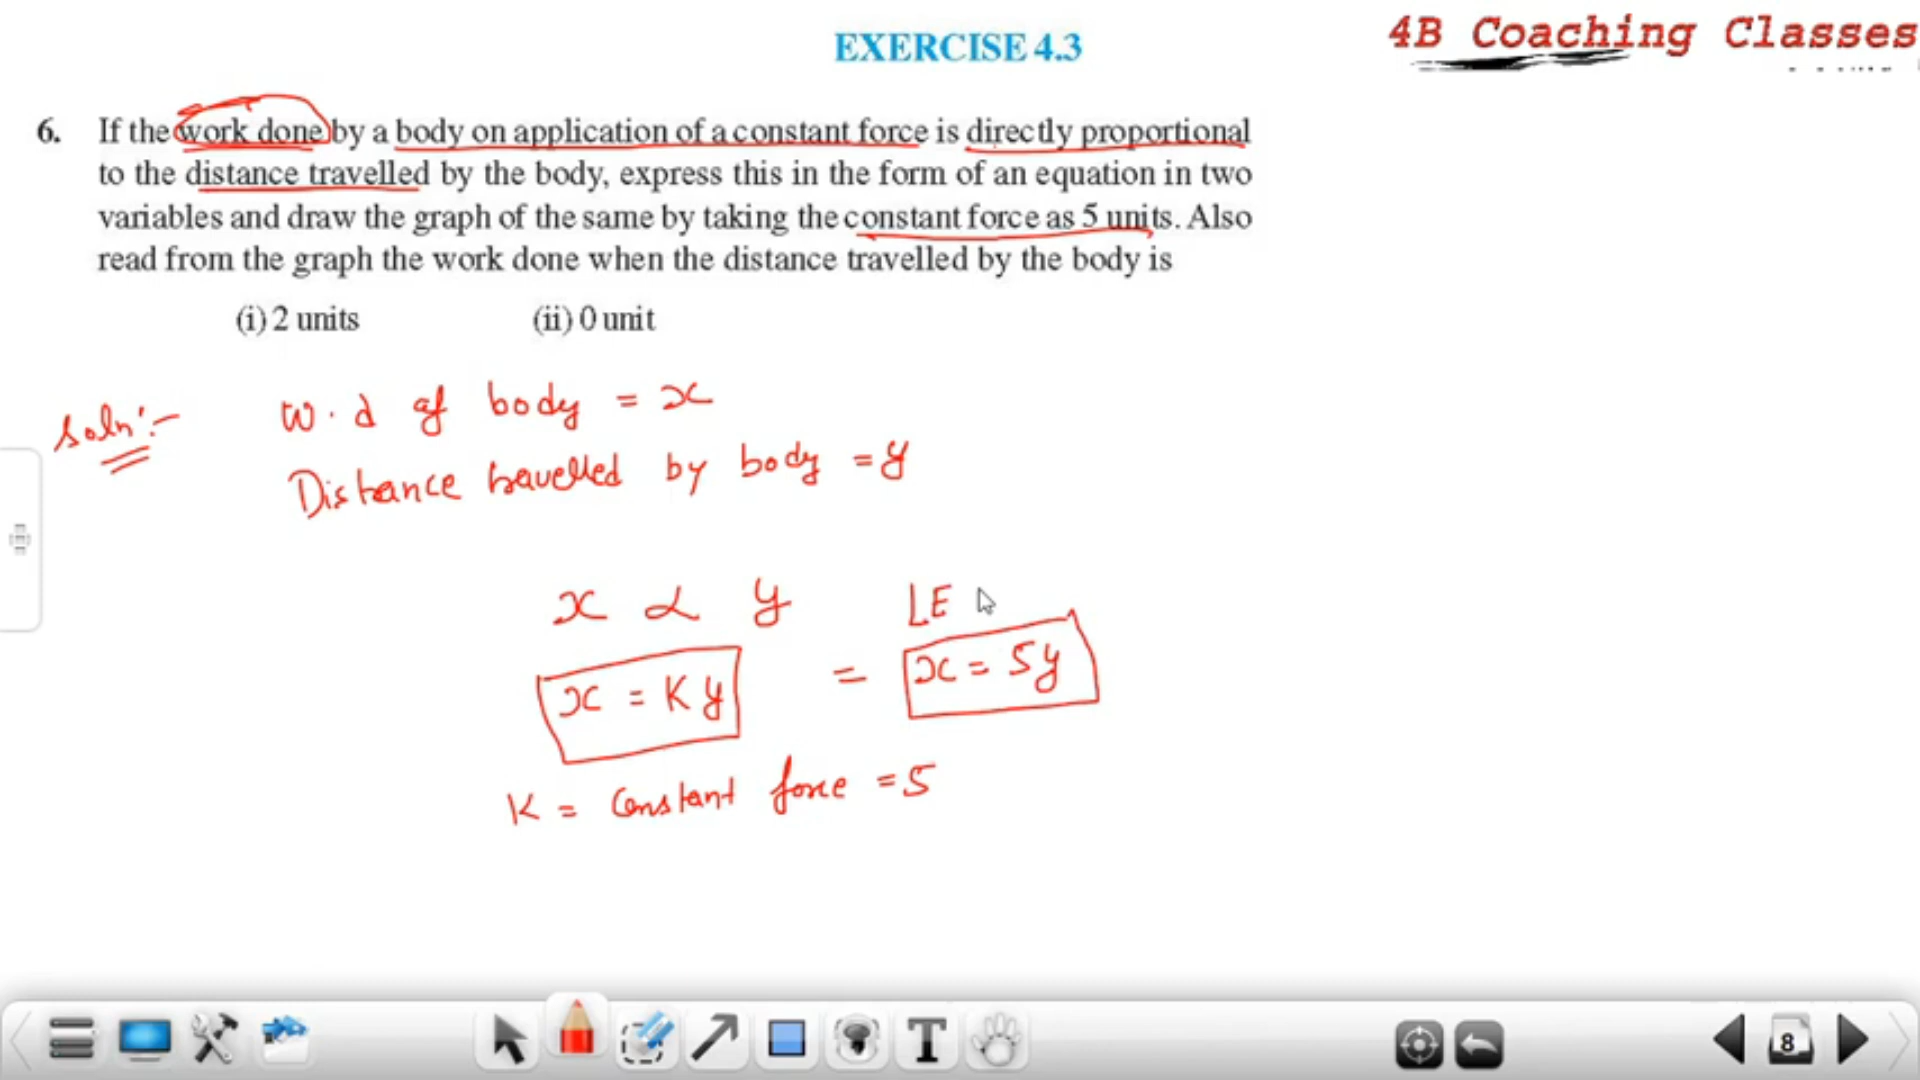 EXERCISE 4.3
4B Coaching Classes
6. If the work done by a body on application of a constant force is directly proportional
to the distance travelled by the body, express this in the form of an equation in two
variables and draw the graph of the same by taking the constant force as 5 units. Also
read from the graph the work done when the distance travelled by the body is
(i) 2 units (ii) 0 unit
Soln:-
W.d of body = x
Distance travelled by body = y
x ∝ y LE
x = Ky = x = 5y
K = Constant force = 5
T
8